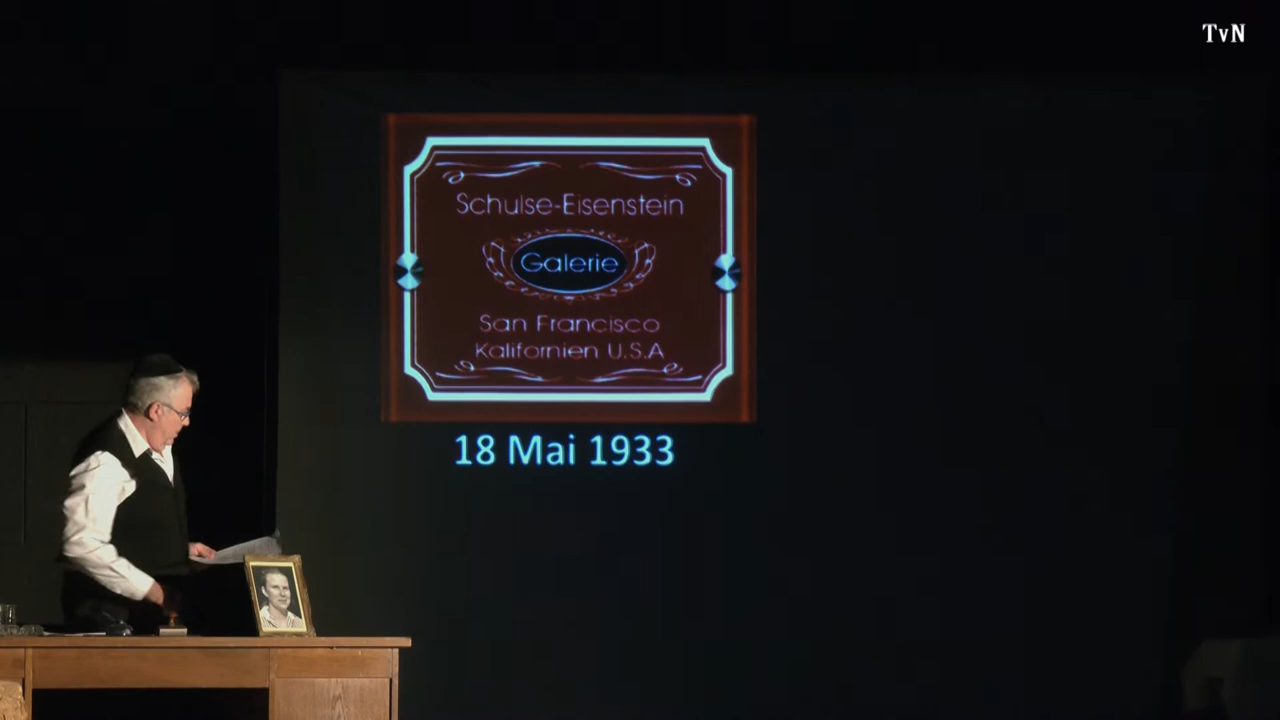 TvN
Schulse-Eisenstein
Galerie
San Francisco
Kalifornien U.S.A
18 Mai 1933